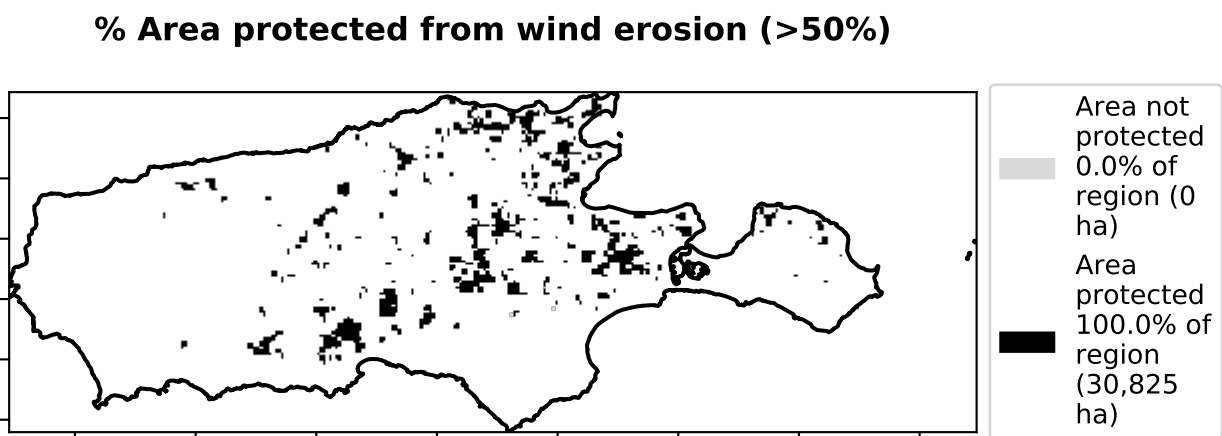 % Area protected from wind erosion (>50%)
Area not
protected
0.0% of
region (0
ha)
Area
protected
100.0% of
region
(30,825
ha)